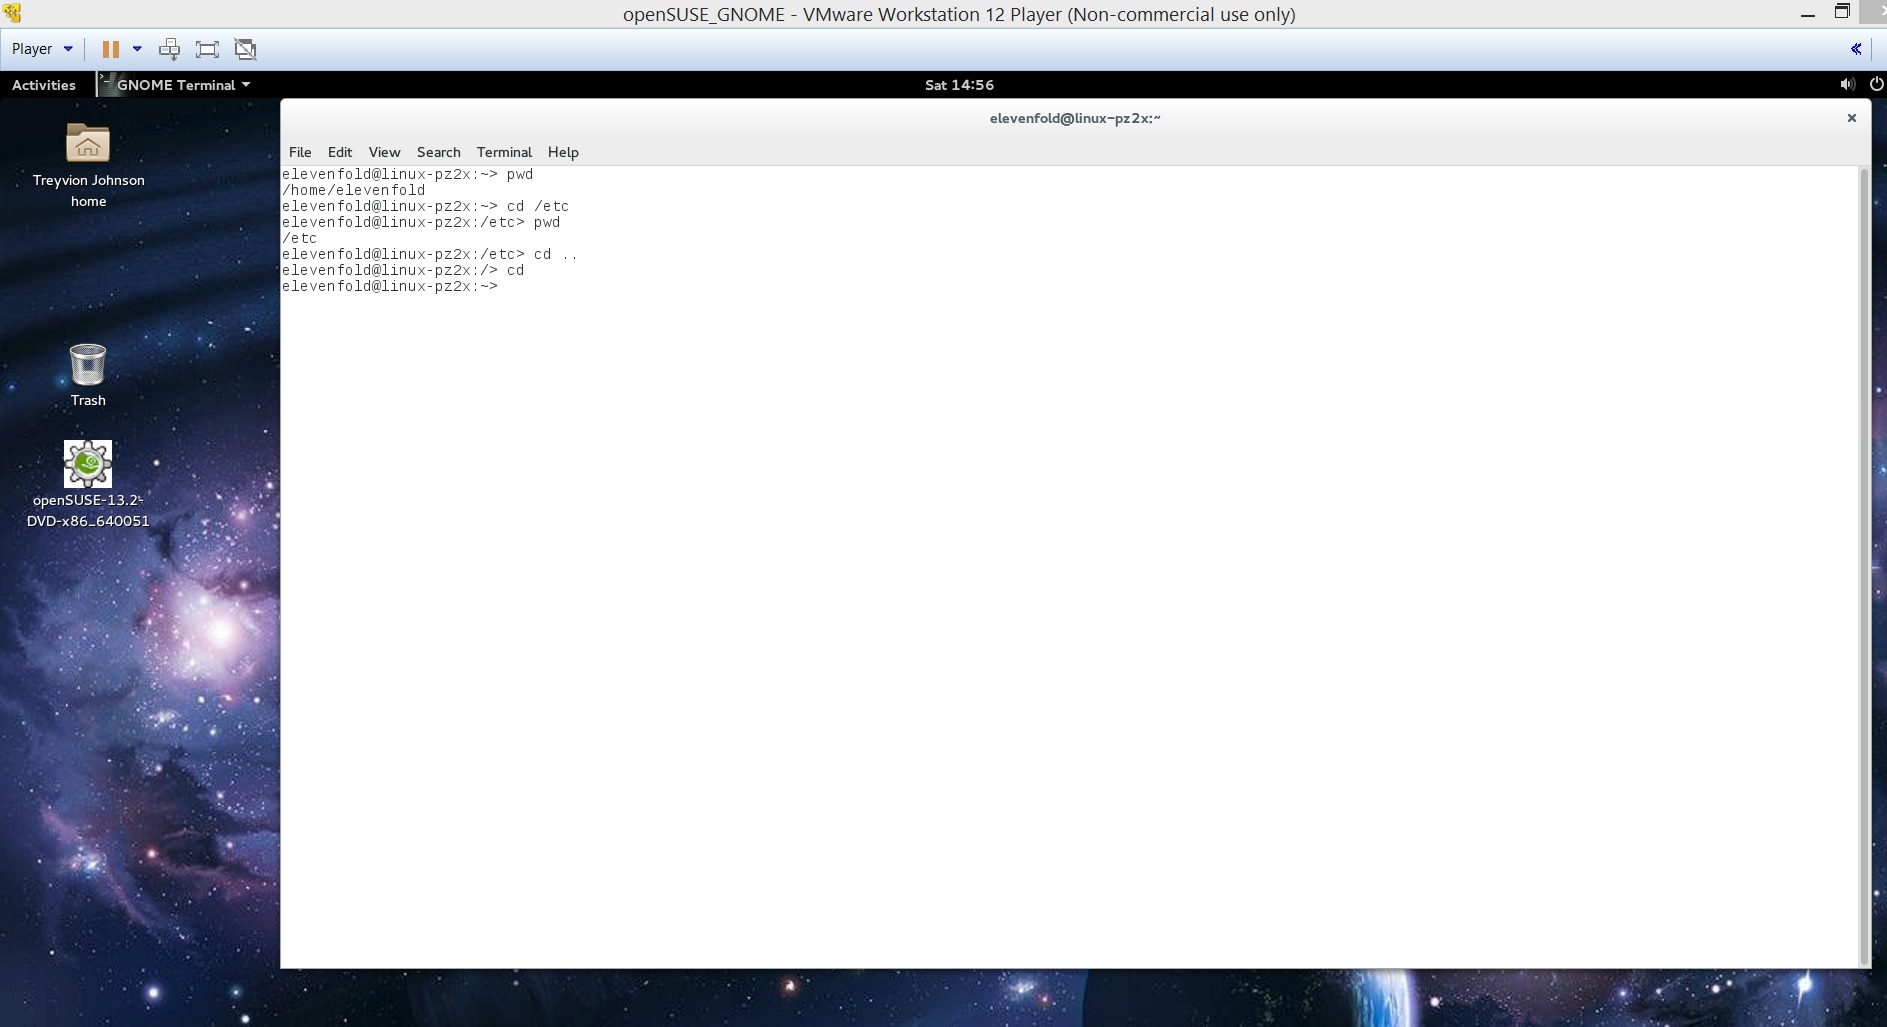 openSUSE_GNOME - VMware Workstation 12 Player (Non-commercial use only)
Player
Activities
GNOME Terminal
Sat 14:56
elevenfold@linux-pz2x:~
File Edit View Search Terminal Help
elevenfold@linux-pz2x:~> pwd
/home/elevenfold
elevenfold@linux-pz2x:~> cd /etc
elevenfold@linux-pz2x:/etc> pwd
/etc
elevenfold@linux-pz2x:/etc> cd ..
elevenfold@linux-pz2x:/> cd
elevenfold@linux-pz2x:~>
Treyvion Johnson
home
Trash
openSUSE-13.2-
DVD-x86_640051